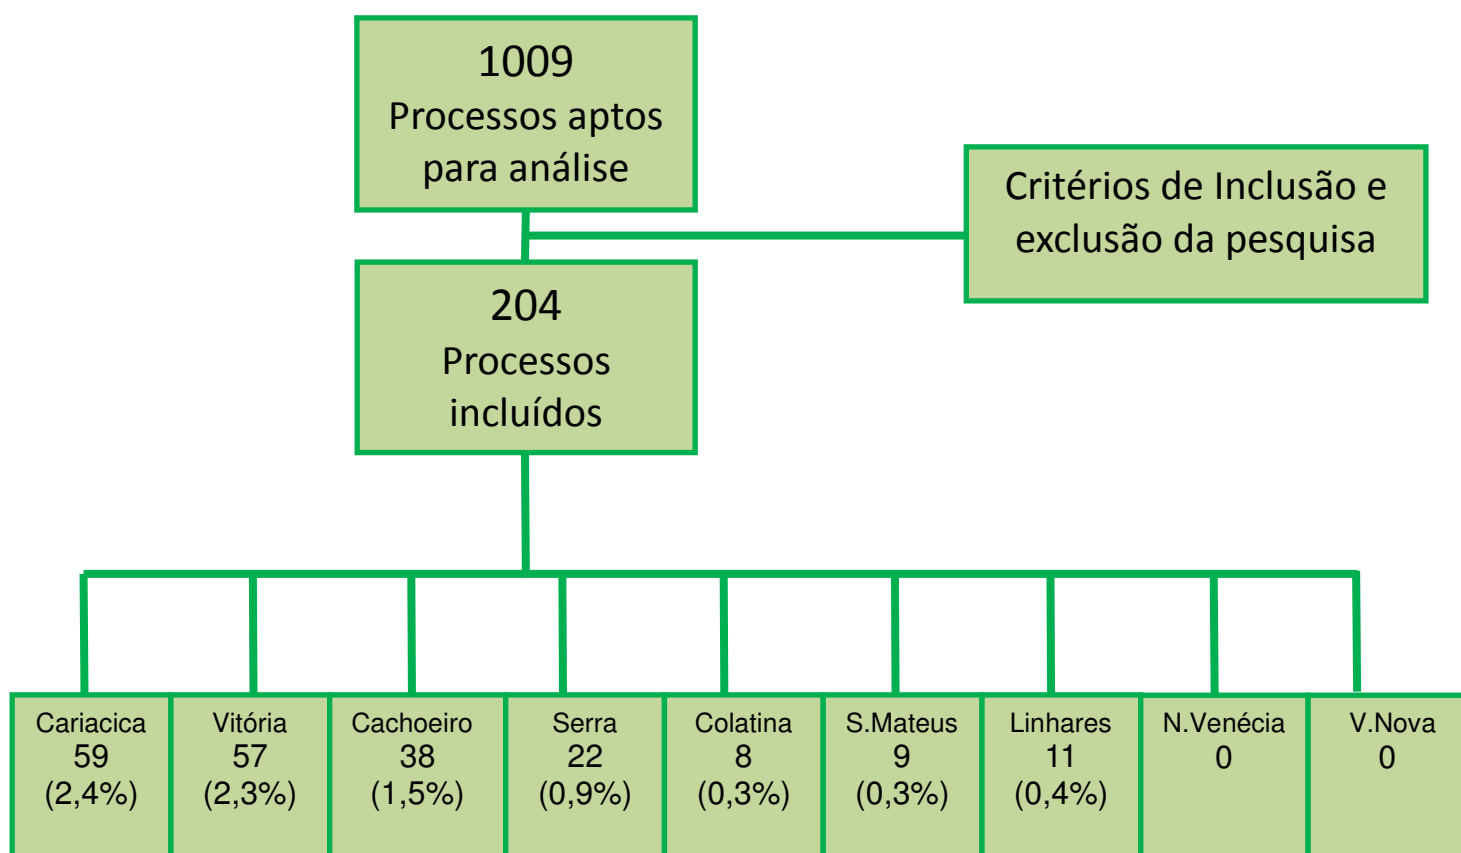 1009
Processos aptos
para análise
Critérios de Inclusão e
exclusão da pesquisa
204
Processos
incluídos
Cariacica
59
(2,4%)
Vitória
57
(2,3%)
Cachoeiro
38
(1,5%)
Serra
22
(0,9%)
Colatina
8
(0,3%)
S.Mateus
9
(0,3%)
Linhares
11
(0,4%)
N.Venécia
0
V.Nova
0